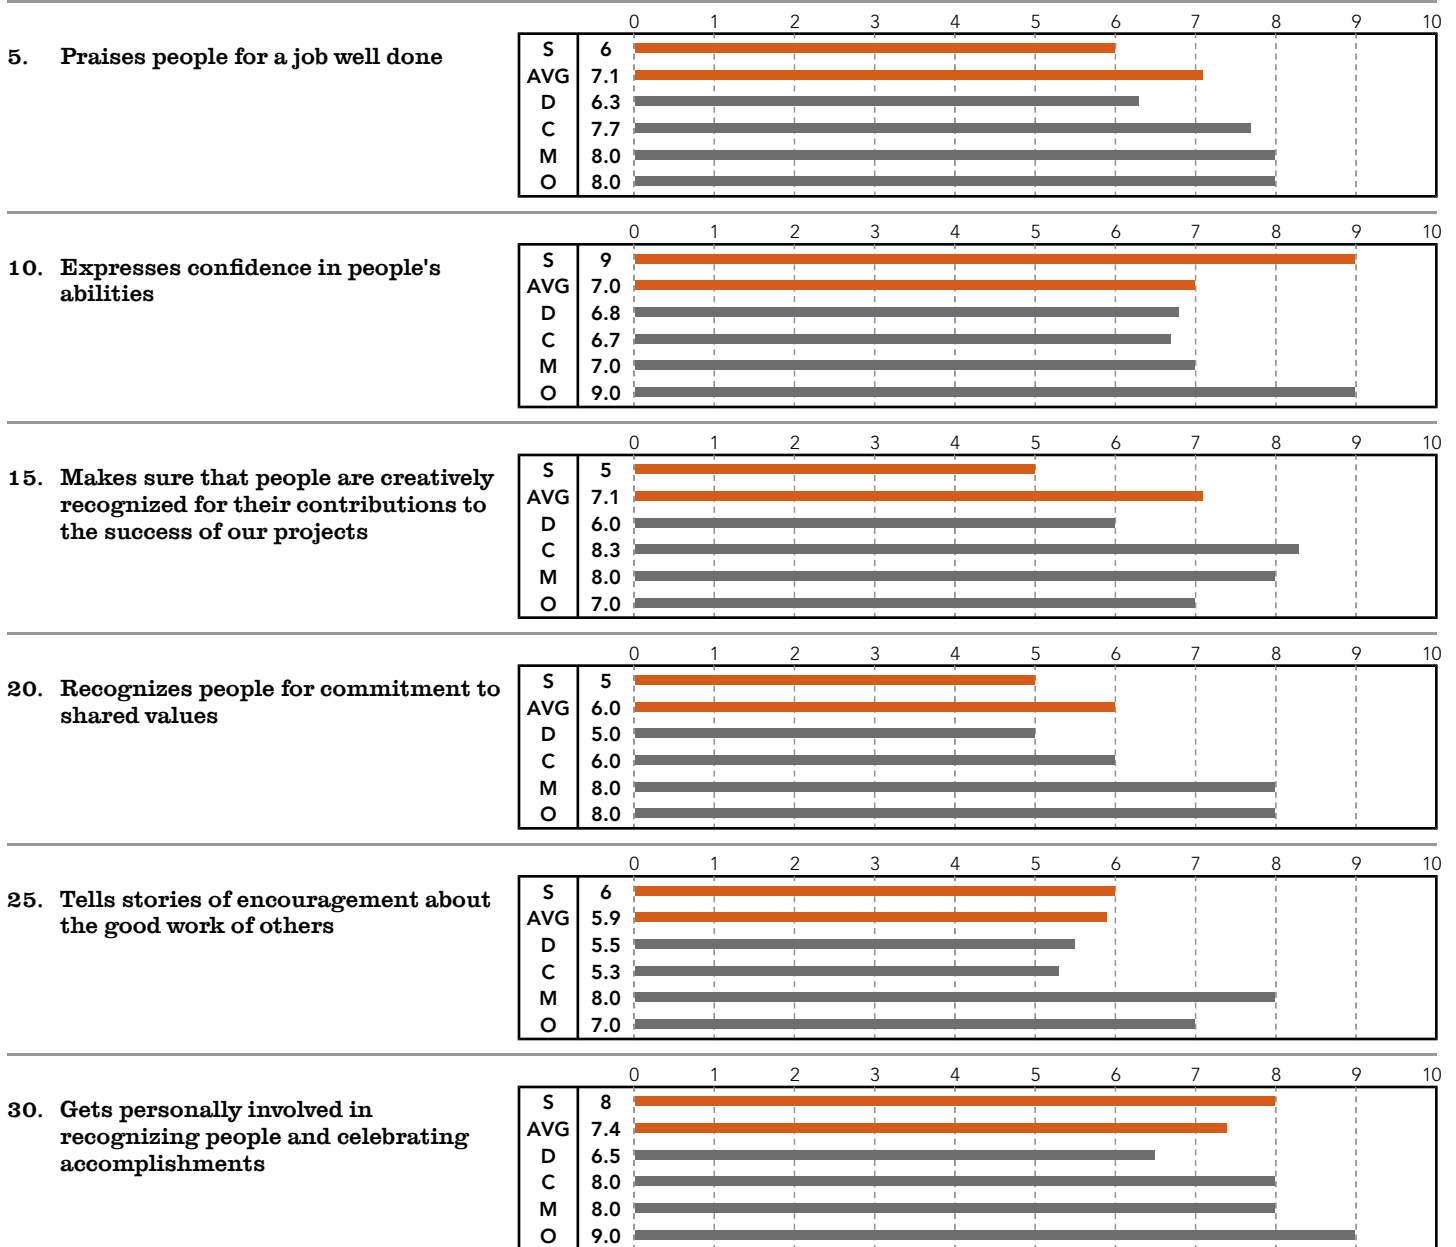 0 1 2 3 4 5 6 7 8 9 10
5. Praises people for a job well done
S 6
AVG 7.1
D 6.3
C 7.7
M 8.0
O 8.0
0 1 2 3 4 5 6 7 8 9 10
10. Expresses confidence in people's
abilities
S 9
AVG 7.0
D 6.8
C 6.7
M 7.0
O 9.0
0 1 2 3 4 5 6 7 8 9 10
15. Makes sure that people are creatively
recognized for their contributions to
the success of our projects
S 5
AVG 7.1
D 6.0
C 8.3
M 8.0
O 7.0
0 1 2 3 4 5 6 7 8 9 10
20. Recognizes people for commitment to
shared values
S 5
AVG 6.0
D 5.0
C 6.0
M 8.0
O 8.0
0 1 2 3 4 5 6 7 8 9 10
25. Tells stories of encouragement about
the good work of others
S 6
AVG 5.9
D 5.5
C 5.3
M 8.0
O 7.0
0 1 2 3 4 5 6 7 8 9 10
30. Gets personally involved in
recognizing people and celebrating
accomplishments
S 8
AVG 7.4
D 6.5
C 8.0
M 8.0
O 9.0